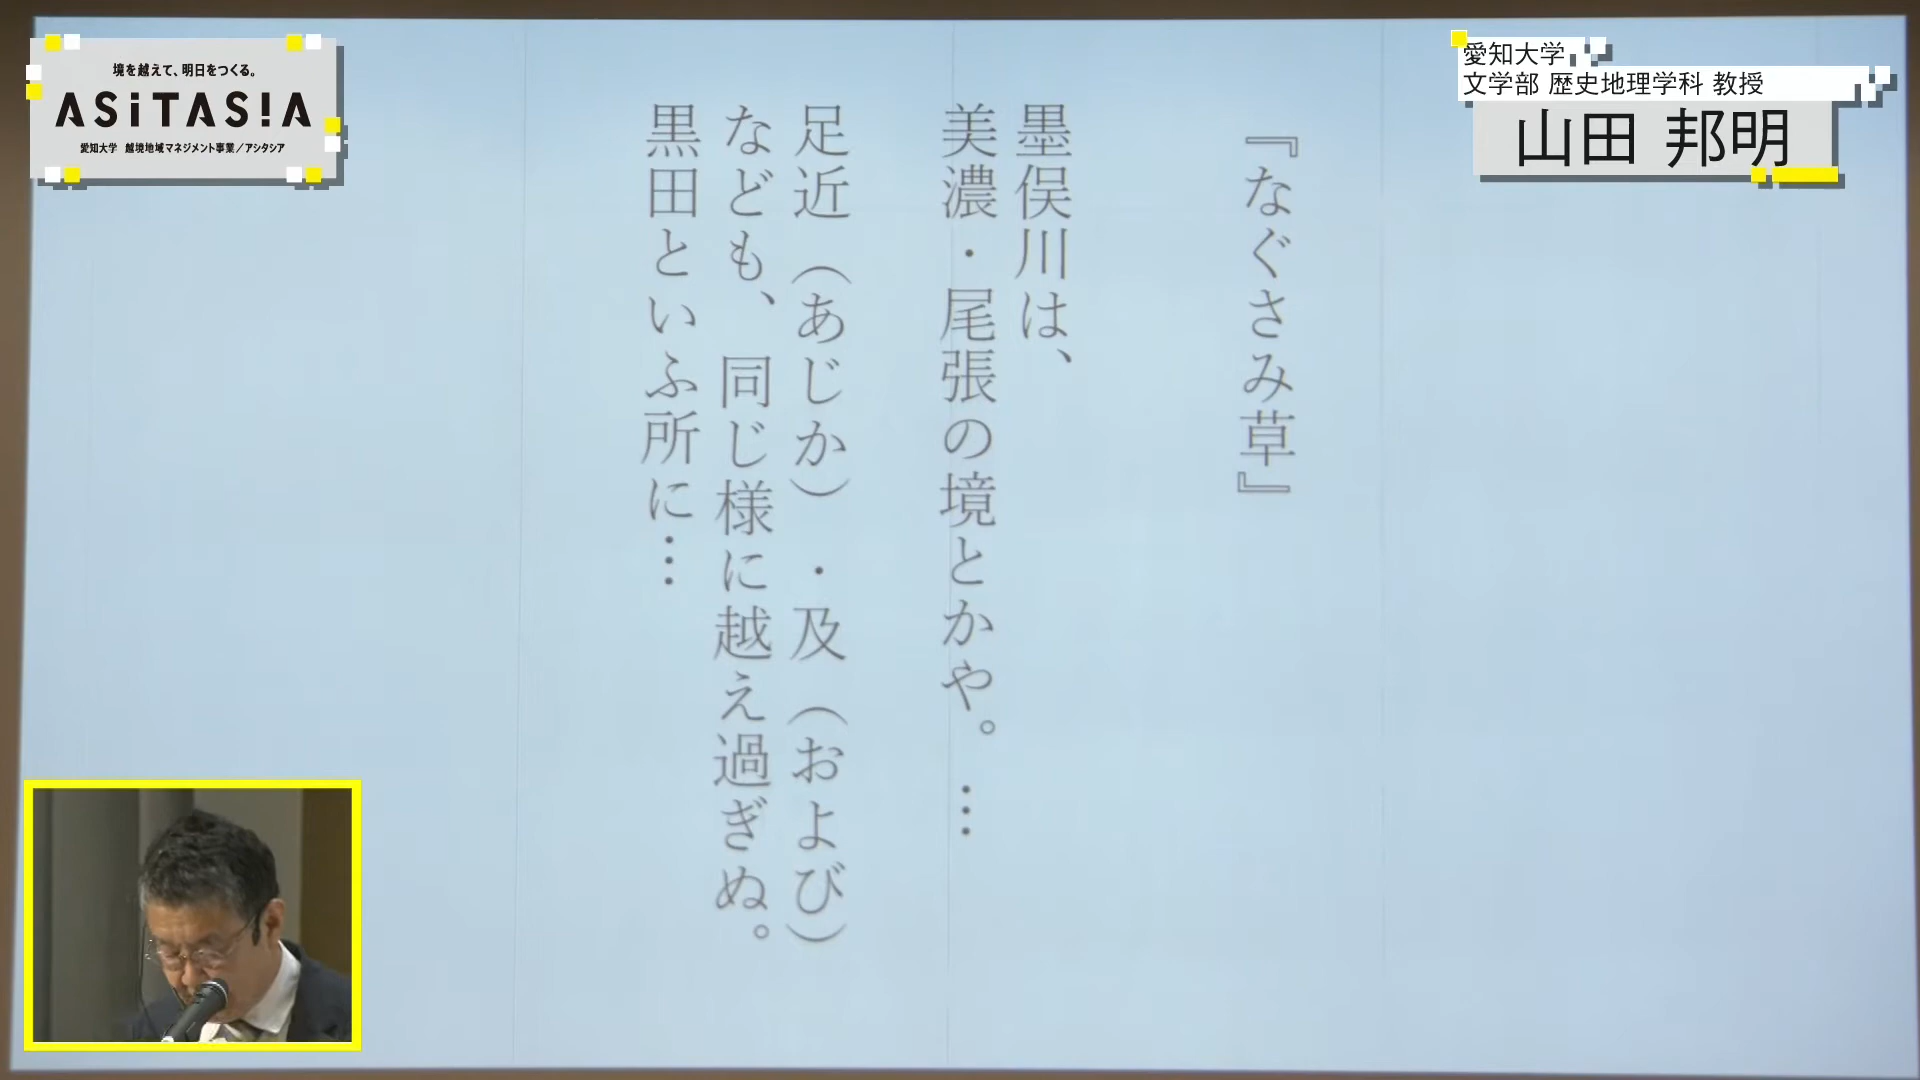 境を越えて、明日をつくる。
ASiTASiA
愛知大学 越境地域マネジメント事業／アシタシア
愛知大学
文学部 歴史地理学科 教授
山田 邦明
『なぐさみ草』
墨俣川は、
美濃・尾張の境とかや。…
足近（あじか）・及（および）
なども、同じ様に越え過ぎぬ。
黒田といふ所に…